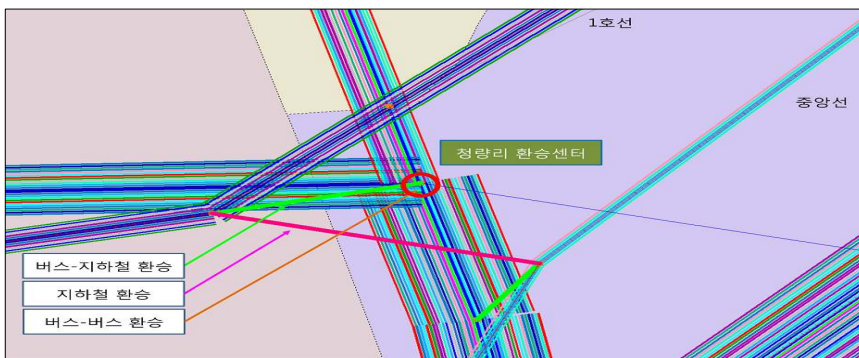 1호선
중앙선
청량리 환승센터
버스-지하철 환승
지하철 환승
버스-버스 환승